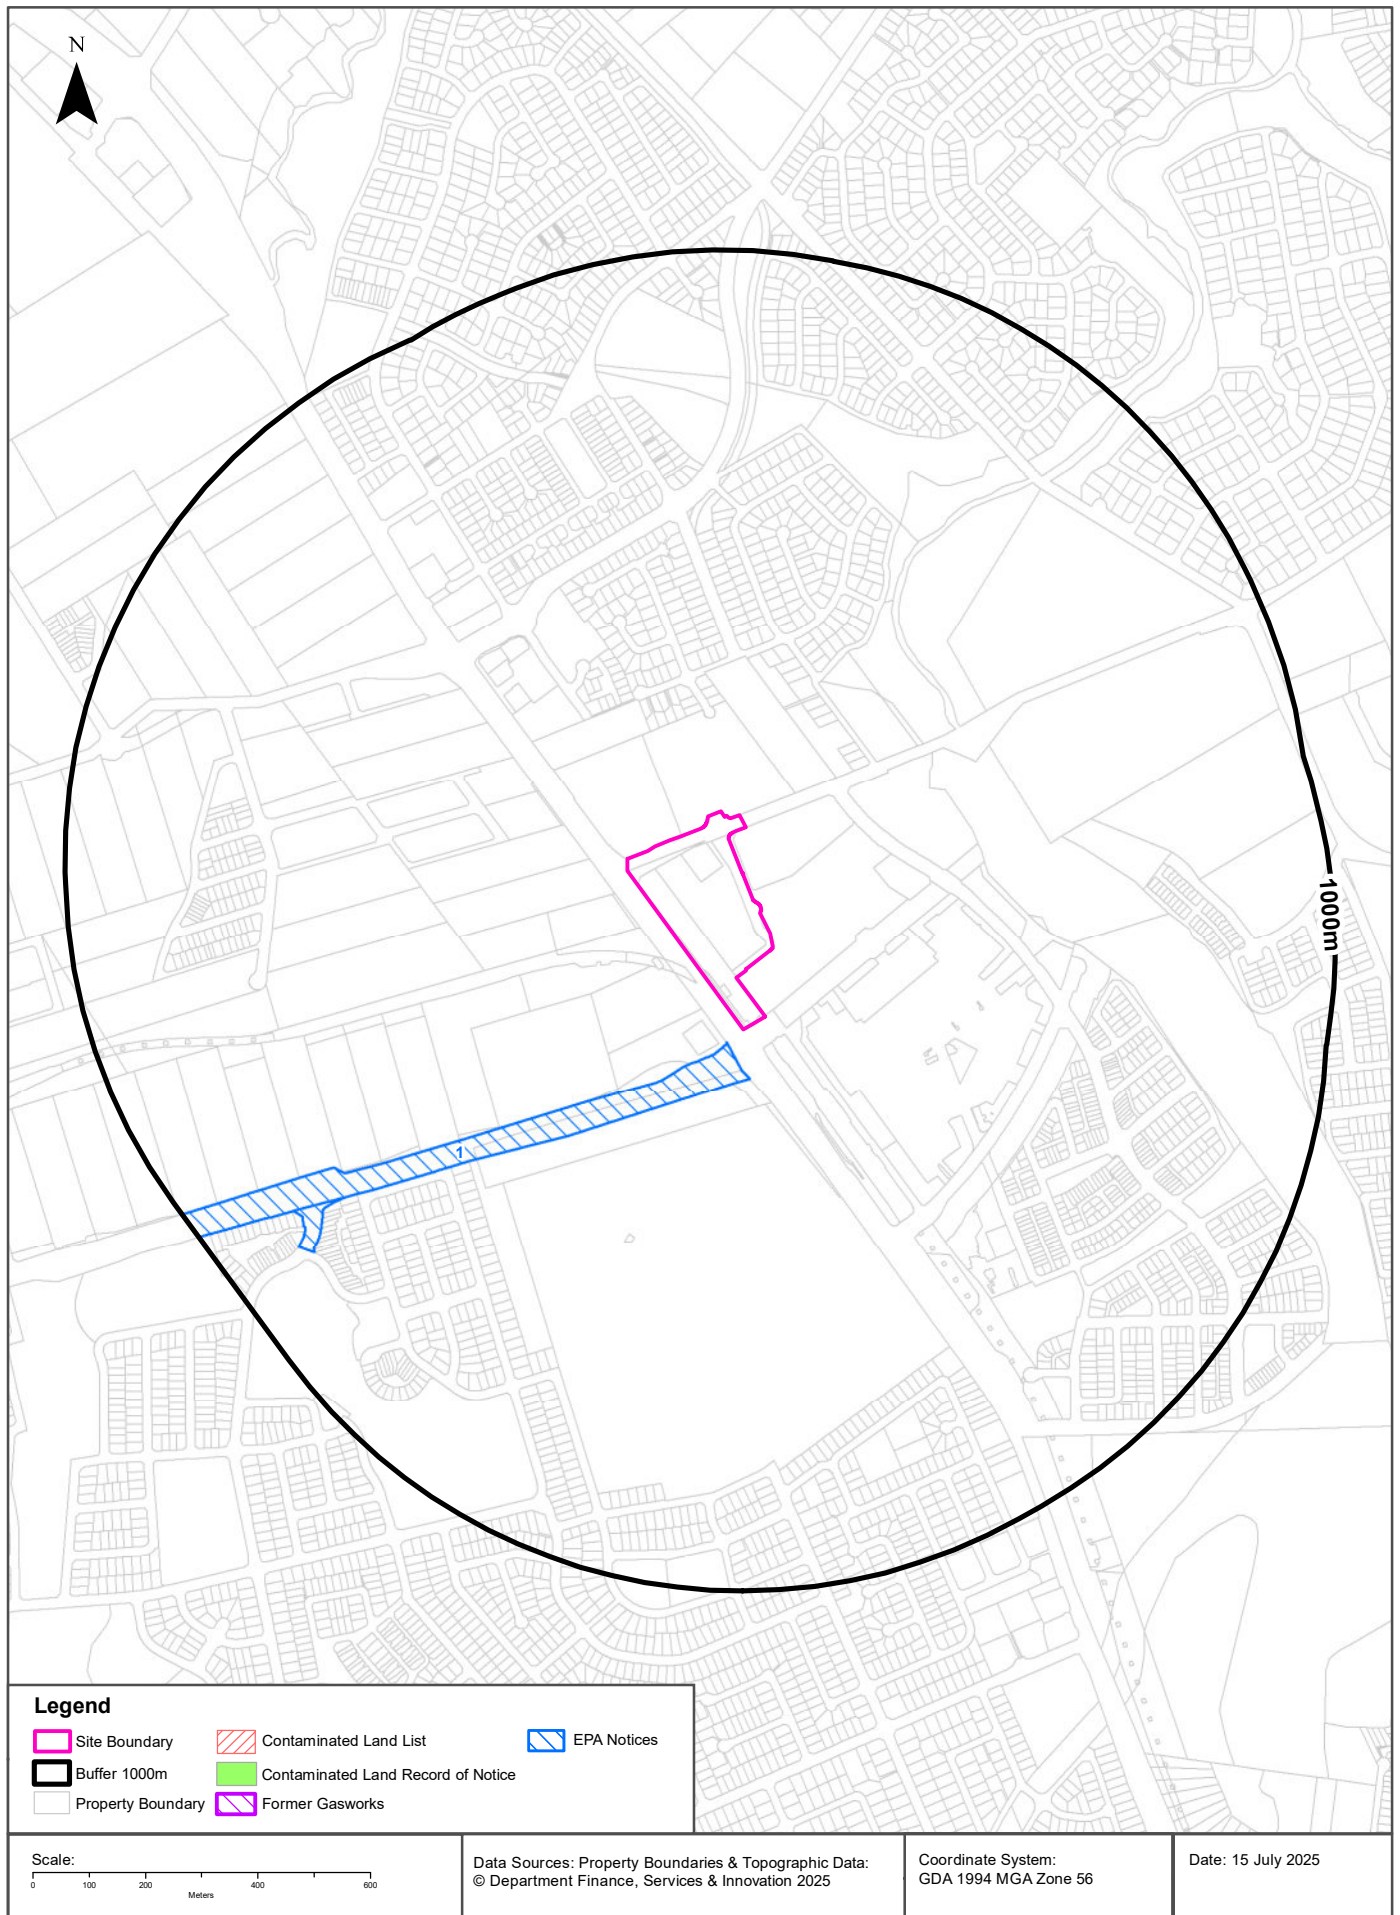 N
1000m
1
Legend
Site Boundary
Contaminated Land List
EPA Notices
Buffer 1000m
Contaminated Land Record of Notice
Property Boundary
Former Gasworks
Scale:
0 100 200 400 600
Meters
Data Sources: Property Boundaries & Topographic Data:
© Department Finance, Services & Innovation 2025
Coordinate System:
GDA 1994 MGA Zone 56
Date: 15 July 2025